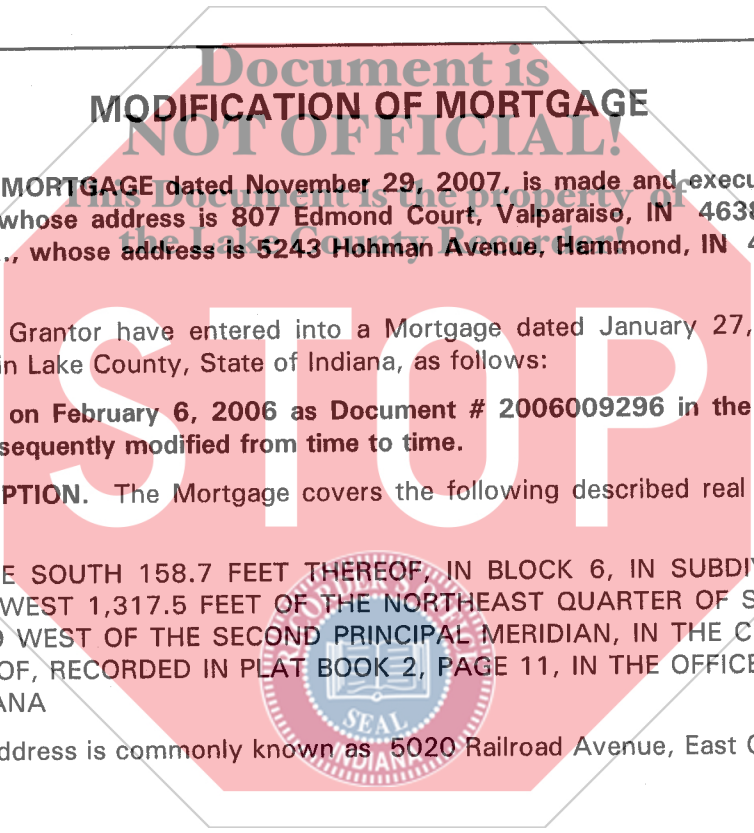 Document is
MODIFICATION OF MORTGAGE
NOT OFFICIAL!
MORTGAGE dated November 29, 2007, is made and execu
This Document is the property of
whose address is 807 Edmond Court, Valparaiso, IN 4638
the Lake County Recorder!
., whose address is 5243 Hohman Avenue, Hammond, IN 4
Grantor have entered into a Mortgage dated January 27,
in Lake County, State of Indiana, as follows:
on February 6, 2006 as Document # 2006009296 in the
sequently modified from time to time.
PTION. The Mortgage covers the following described real
STOP
E SOUTH 158.7 FEET THEREOF, IN BLOCK 6, IN SUBDI
WEST 1,317.5 FEET OF THE NORTHEAST QUARTER OF S
WEST OF THE SECOND PRINCIPAL MERIDIAN, IN THE C
OF, RECORDED IN PLAT BOOK 2, PAGE 11, IN THE OFFICE
ANA
ddress is commonly known as 5020 Railroad Avenue, East C
SEAL
INDIANA